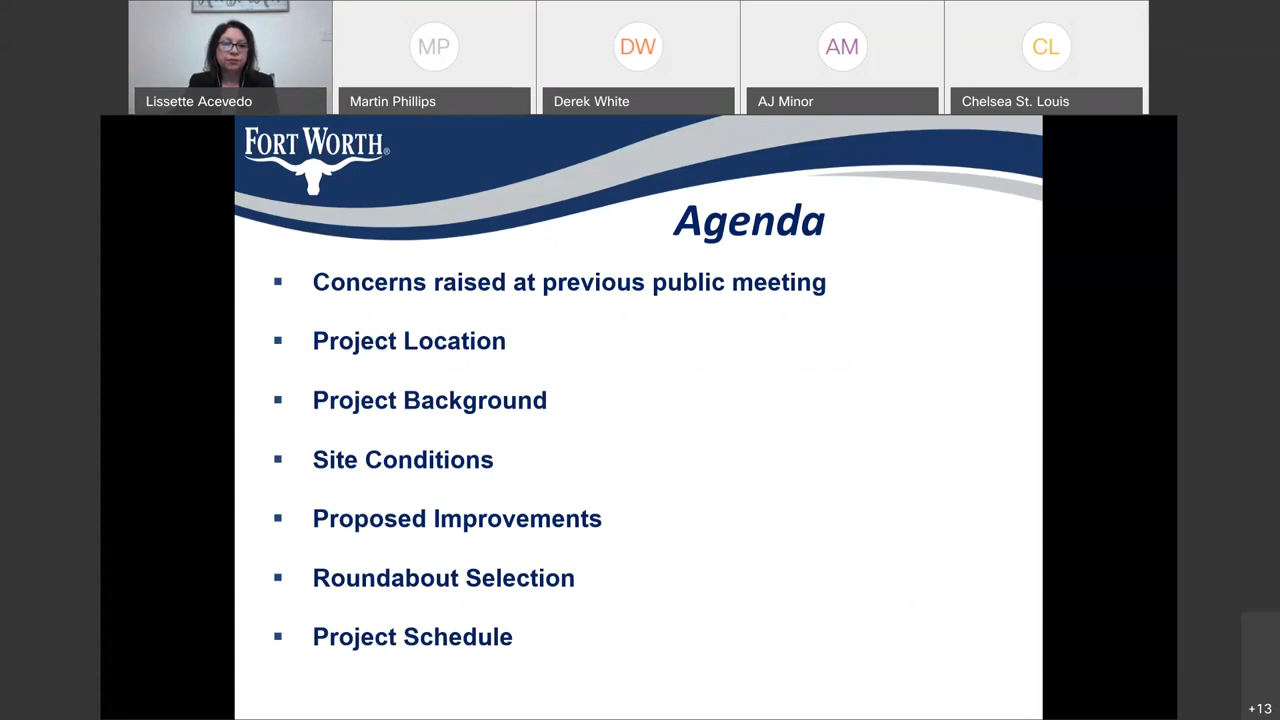 MP
DW
AM
CL
Lissette Acevedo
Martin Phillips
Derek White
AJ Minor
Chelsea St. Louis
FORT WORTH®
Agenda
▪ Concerns raised at previous public meeting
▪ Project Location
▪ Project Background
▪ Site Conditions
▪ Proposed Improvements
▪ Roundabout Selection
▪ Project Schedule
+13